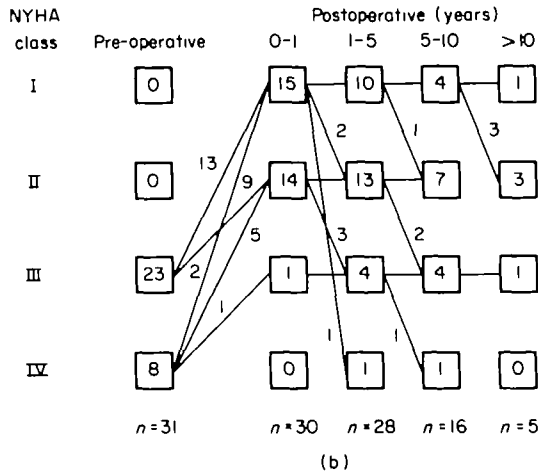 NYHA class
Pre-operative
Postoperative (years)
0-1 1-5 5-10 >10
I 0 15 10 4 1
13 2 1 3
II 0 14 13 7 3
9 5 3 2
III 23 1 4 4 1
2 1 1 1
IV 8 0 1 1 0
n=31 n=30 n=28 n=16 n=5
(b)